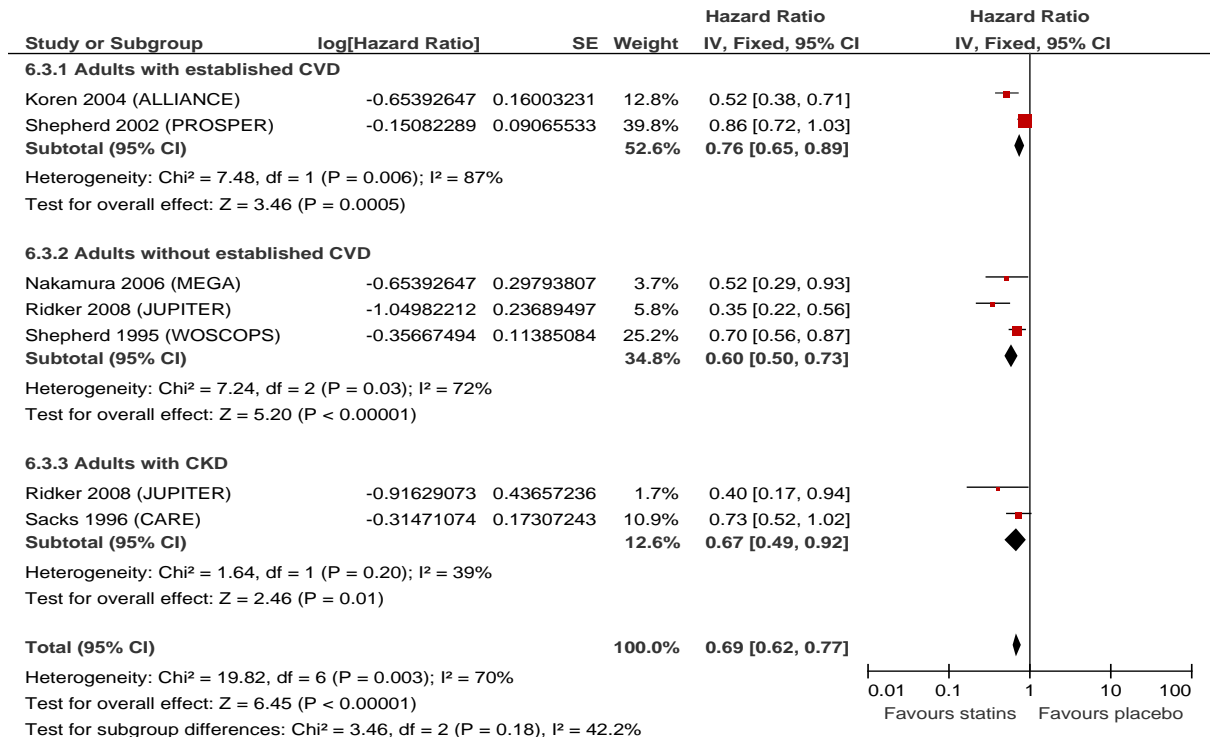 Hazard Ratio Hazard Ratio
Study or Subgroup log[Hazard Ratio] SE Weight IV, Fixed, 95% CI IV, Fixed, 95% CI
6.3.1 Adults with established CVD
Koren 2004 (ALLIANCE) -0.65392647 0.16003231 12.8% 0.52 [0.38, 0.71]
Shepherd 2002 (PROSPER) -0.15082289 0.09065533 39.8% 0.86 [0.72, 1.03]
Subtotal (95% CI) 52.6% 0.76 [0.65, 0.89]
Heterogeneity: Chi² = 7.48, df = 1 (P = 0.006); I² = 87%
Test for overall effect: Z = 3.46 (P = 0.0005)
6.3.2 Adults without established CVD
Nakamura 2006 (MEGA) -0.65392647 0.29793807 3.7% 0.52 [0.29, 0.93]
Ridker 2008 (JUPITER) -1.04982212 0.23689497 5.8% 0.35 [0.22, 0.56]
Shepherd 1995 (WOSCOPS) -0.35667494 0.11385084 25.2% 0.70 [0.56, 0.87]
Subtotal (95% CI) 34.8% 0.60 [0.50, 0.73]
Heterogeneity: Chi² = 7.24, df = 2 (P = 0.03); I² = 72%
Test for overall effect: Z = 5.20 (P < 0.00001)
6.3.3 Adults with CKD
Ridker 2008 (JUPITER) -0.91629073 0.43657236 1.7% 0.40 [0.17, 0.94]
Sacks 1996 (CARE) -0.31471074 0.17307243 10.9% 0.73 [0.52, 1.02]
Subtotal (95% CI) 12.6% 0.67 [0.49, 0.92]
Heterogeneity: Chi² = 1.64, df = 1 (P = 0.20); I² = 39%
Test for overall effect: Z = 2.46 (P = 0.01)
Total (95% CI) 100.0% 0.69 [0.62, 0.77]
Heterogeneity: Chi² = 19.82, df = 6 (P = 0.003); I² = 70%
Test for overall effect: Z = 6.45 (P < 0.00001)
Test for subgroup differences: Chi² = 3.46, df = 2 (P = 0.18), I² = 42.2%
0.01 0.1 1 10 100
Favours statins Favours placebo